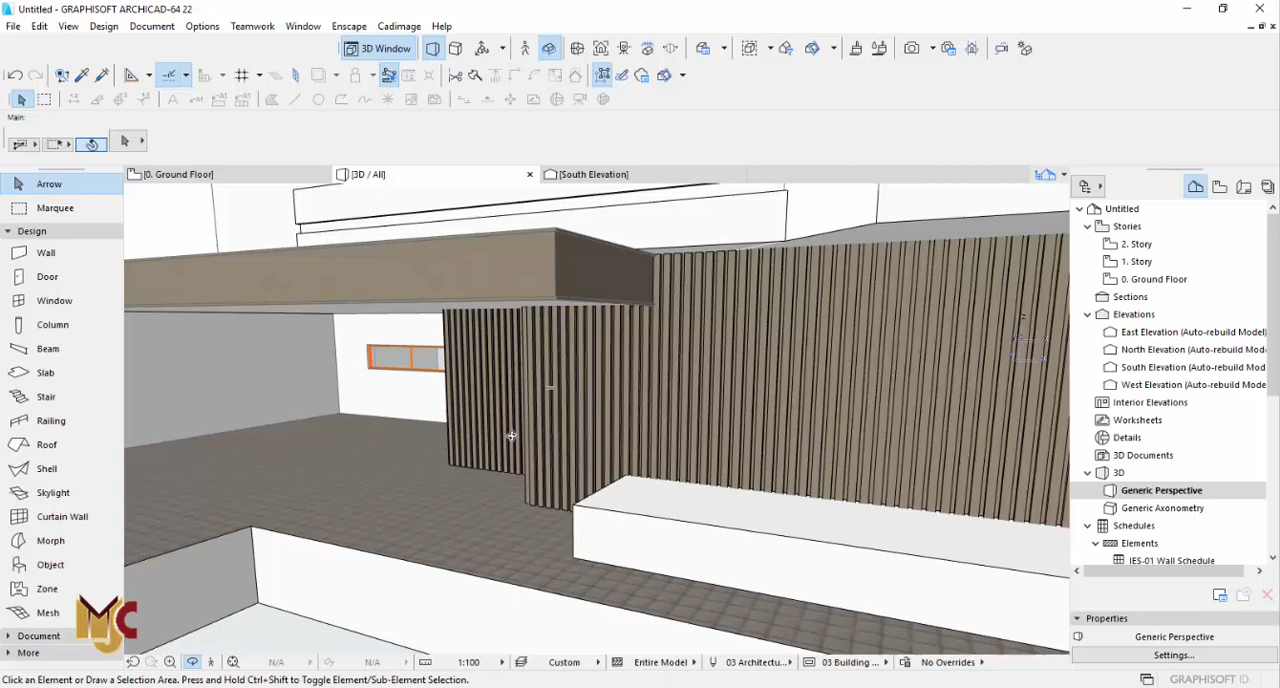 Untitled - GRAPHISOFT ARCHICAD-64 22
File Edit View Design Document Options Teamwork Window Enscape Cadimage Help
3D Window
Main:
[0. Ground Floor] [3D / All] [South Elevation]
Arrow
Marquee
Design
Wall
Door
Window
Column
Beam
Slab
Stair
Railing
Roof
Shell
Skylight
Curtain Wall
Morph
Object
Zone
Mesh
Document
More
MJC
Untitled
Stories
2. Story
1. Story
0. Ground Floor
Sections
Elevations
East Elevation (Auto-rebuild Model)
North Elevation (Auto-rebuild Mode
South Elevation (Auto-rebuild Mode
West Elevation (Auto-rebuild Mode
Interior Elevations
Worksheets
Details
3D Documents
3D
Generic Perspective
Generic Axonometry
Schedules
Elements
IES-01 Wall Schedule
Properties
Generic Perspective
Settings...
N/A N/A 1:100 Custom Entire Model 03 Architectu... 03 Building ... No Overrides
Click an Element or Draw a Selection Area. Press and Hold Ctrl+Shift to Toggle Element/Sub-Element Selection.
GRAPHISOFT ID